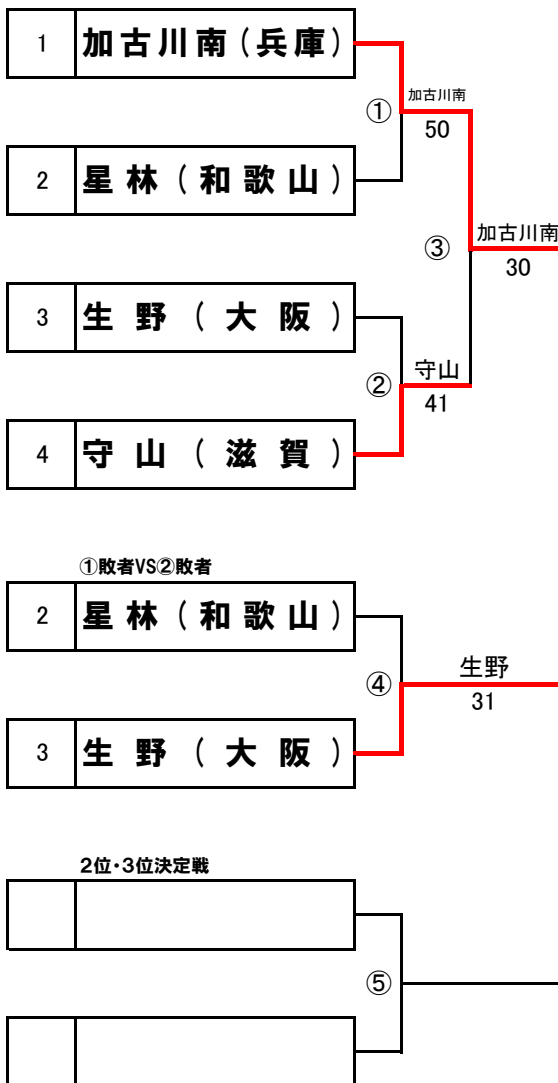 1 加古川南(兵庫)
加古川南
①
50
2 星林(和歌山)
加古川南
③
30
3 生野(大阪)
守山
②
41
4 守山(滋賀)
①敗者VS②敗者
2 星林(和歌山)
生野
④
31
3 生野(大阪)
2位・3位決定戦
⑤